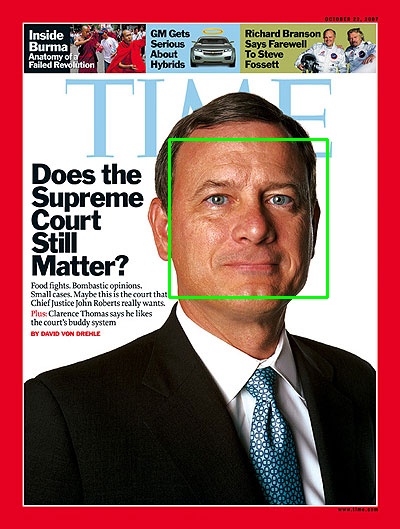 OCTOBER 22, 2007
Inside
Burma
Anatomy of a
Failed Revolution
GM Gets
Serious
About
Hybrids
Richard Branson
Says Farewell
To Steve
Fossett
TIME
Does the
Supreme
Court
Still
Matter?
Food fights. Bombastic opinions.
Small cases. Maybe this is the court that
Chief Justice John Roberts really wants.
Plus: Clarence Thomas says he likes
the court's buddy system
BY DAVID VON DREHLE
www.time.com